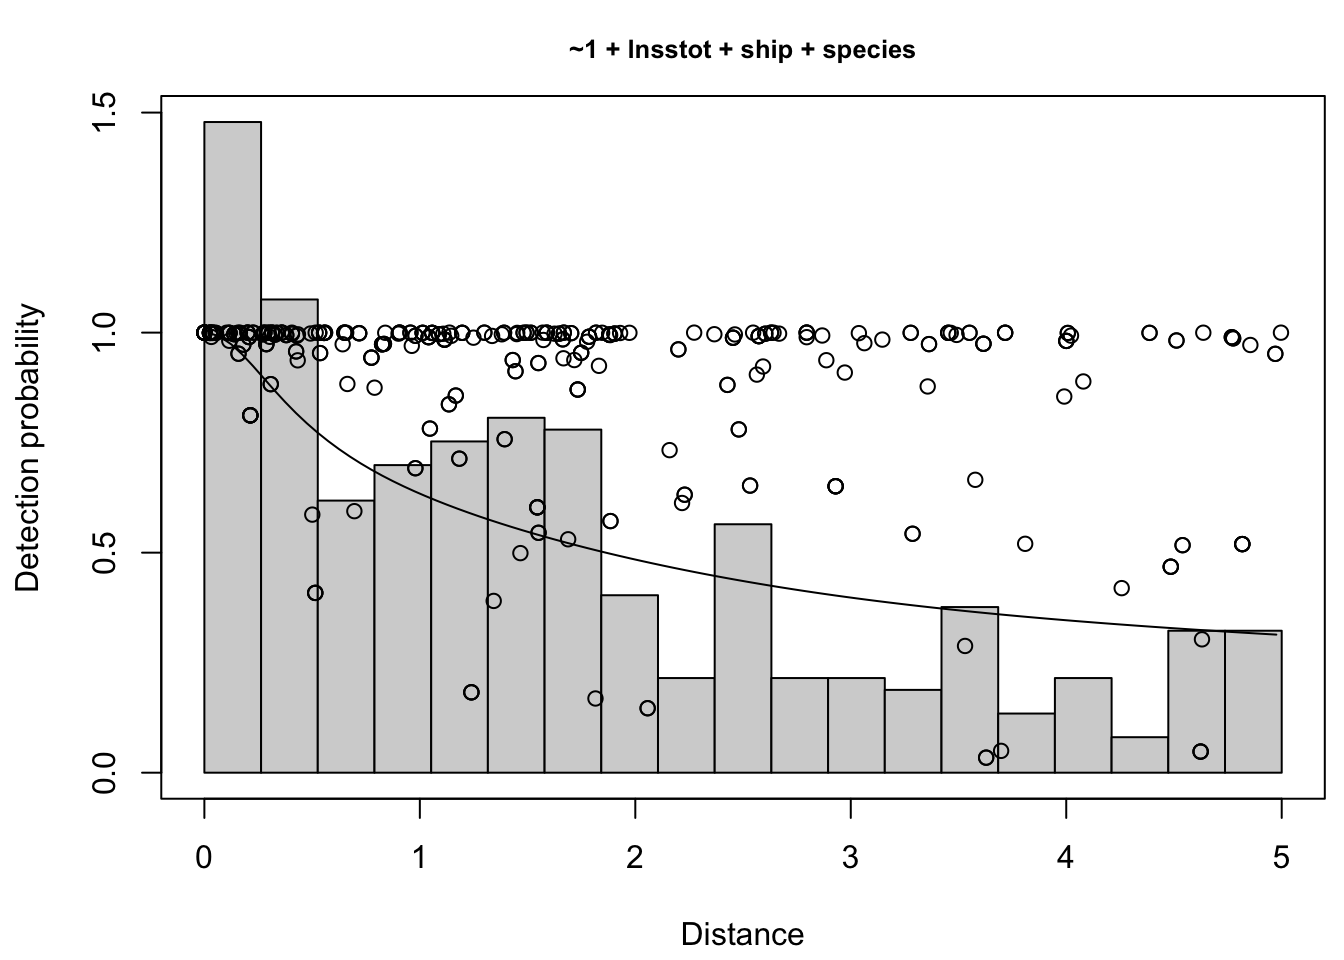 ~1 + lnsstot + ship + species
Detection probability
1.5
1.0
0.5
0.0
0 1 2 3 4 5
Distance